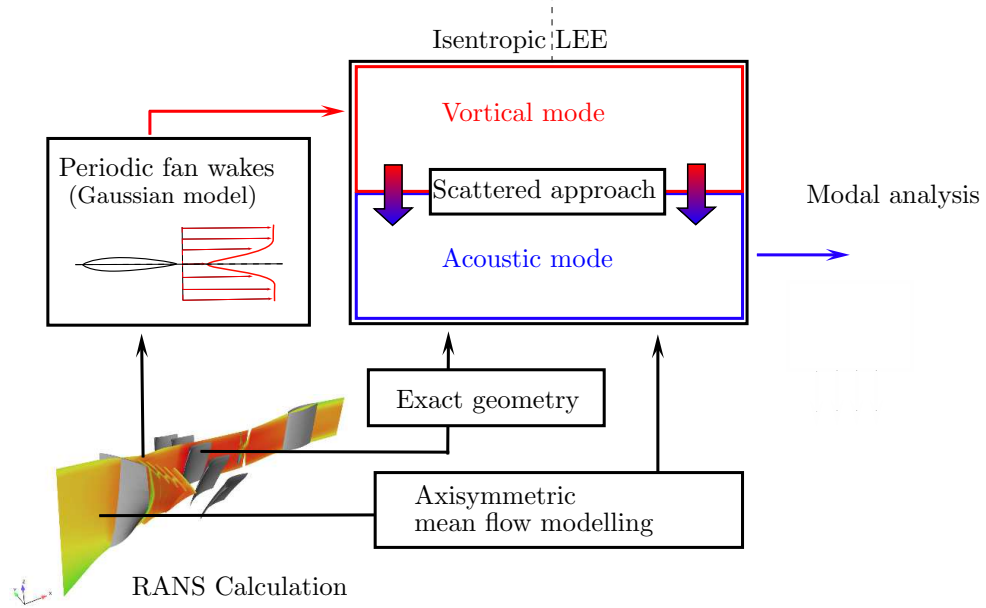 Isentropic LEE
Vortical mode
Periodic fan wakes
(Gaussian model)
Scattered approach
Modal analysis
Acoustic mode
Exact geometry
Axisymmetric
mean flow modelling
RANS Calculation